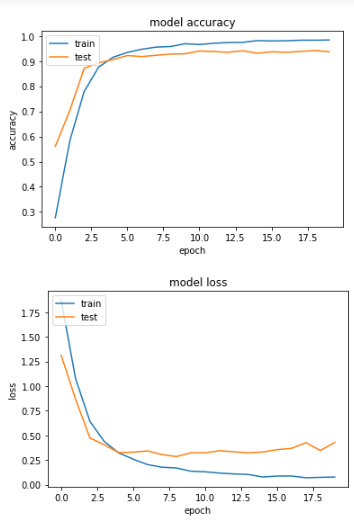 model accuracy
train
test
1.0
0.9
0.8
0.7
0.6
0.5
0.4
0.3
accuracy
0.0 2.5 5.0 7.5 10.0 12.5 15.0 17.5
epoch
model loss
train
test
1.75
1.50
1.25
1.00
0.75
0.50
0.25
0.00
loss
0.0 2.5 5.0 7.5 10.0 12.5 15.0 17.5
epoch